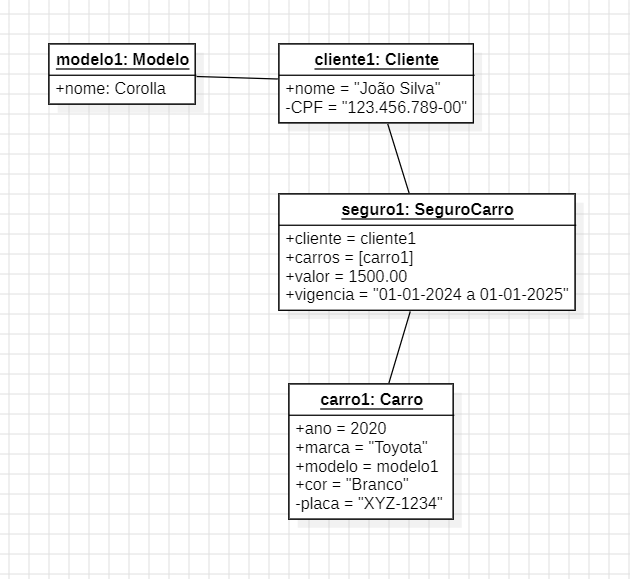 modelo1: Modelo
+nome: Corolla
cliente1: Cliente
+nome = "João Silva"
-CPF = "123.456.789-00"
seguro1: SeguroCarro
+cliente = cliente1
+carros = [carro1]
+valor = 1500.00
+vigencia = "01-01-2024 a 01-01-2025"
carro1: Carro
+ano = 2020
+marca = "Toyota"
+modelo = modelo1
+cor = "Branco"
-placa = "XYZ-1234"